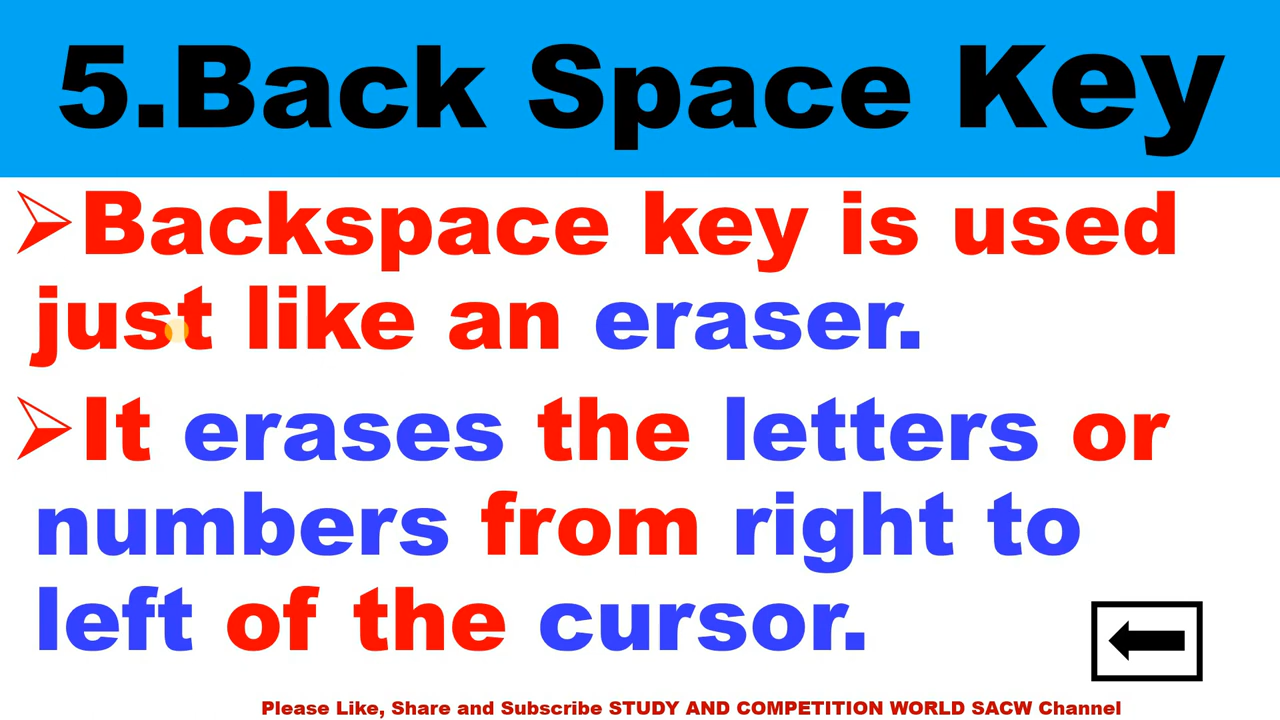 5.Back Space Key
Backspace key is used
just like an eraser.
It erases the letters or
numbers from right to
left of the cursor.
Please Like, Share and Subscribe STUDY AND COMPETITION WORLD SACW Channel